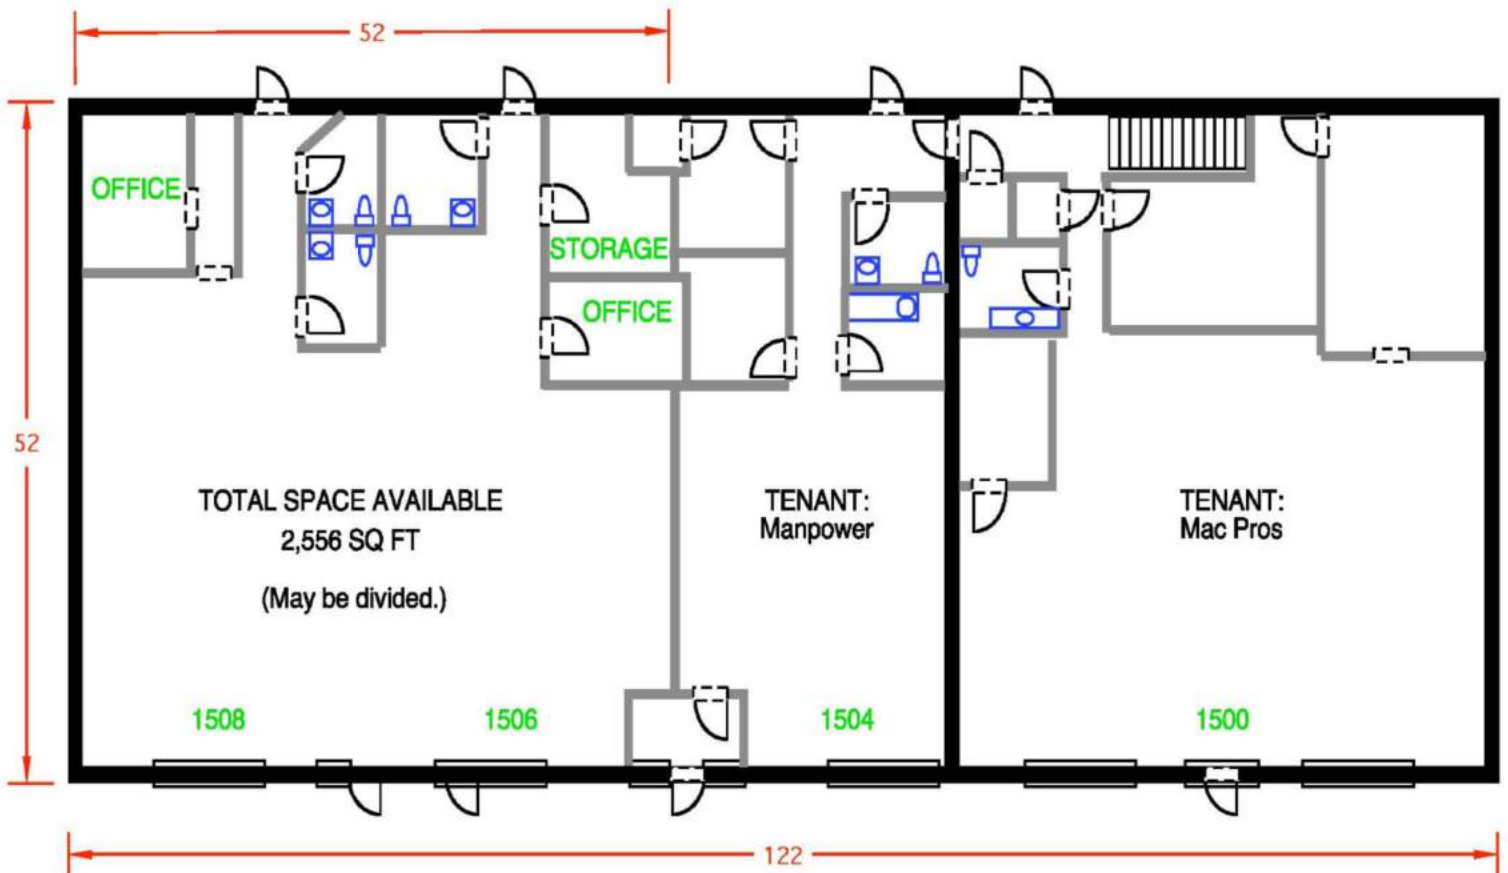 52
OFFICE
STORAGE
OFFICE
52
TOTAL SPACE AVAILABLE
2,556 SQ FT
(May be divided.)
TENANT:
Manpower
TENANT:
Mac Pros
1508
1506
1504
1500
122